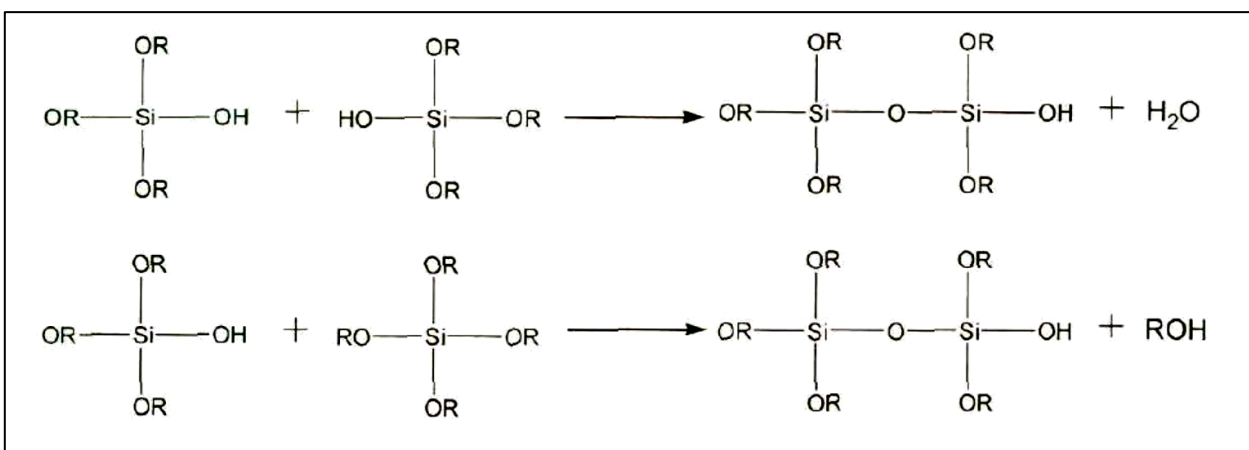 OR OR OR OR
OR Si OH + HO Si OR OR Si O Si OH + H₂O
OR OR OR OR
OR OR OR OR
OR Si OH + RO Si OR OR Si O Si OH + ROH
OR OR OR OR